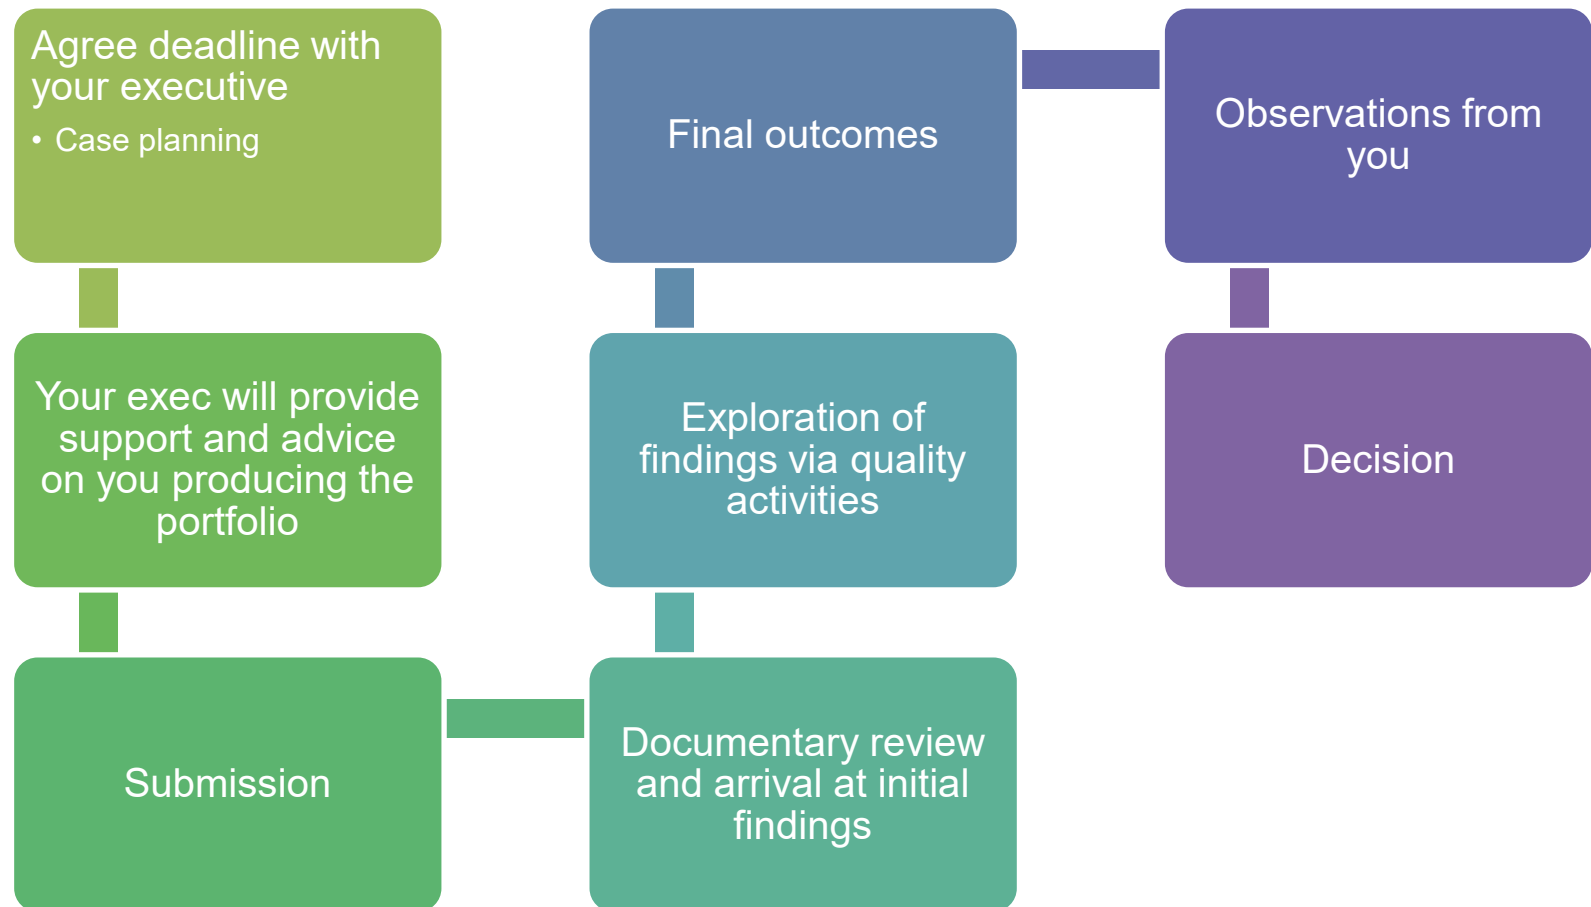 Agree deadline with
your executive
• Case planning
Your exec will provide
support and advice
on you producing the
portfolio
Submission
Documentary review
and arrival at initial
findings
Exploration of
findings via quality
activities
Final outcomes
Observations from
you
Decision